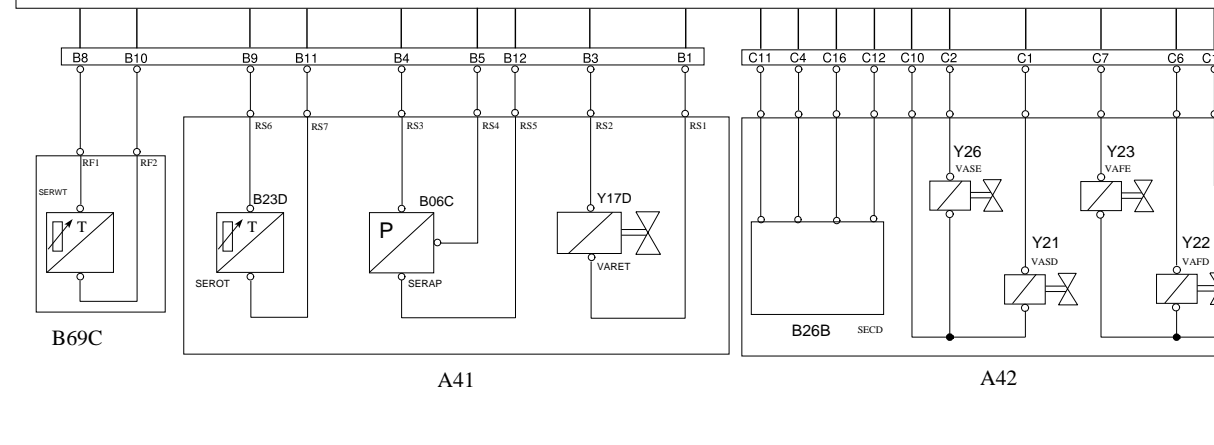 B8 B10 B9 B11 B4 B5 B12 B3 B1 C11 C4 C16 C12 C10 C2 C1 C7 C6
RS6 RS7 RS3 RS4 RS5 RS2 RS1
RF1 RF2
Y26 Y23
VASE VAFE
SERWT
B23D B06C Y17D
T T P
Y21 Y22
VASD VAFD
SEROT SERAP VARET
B26B SECD
B69C
A41 A42